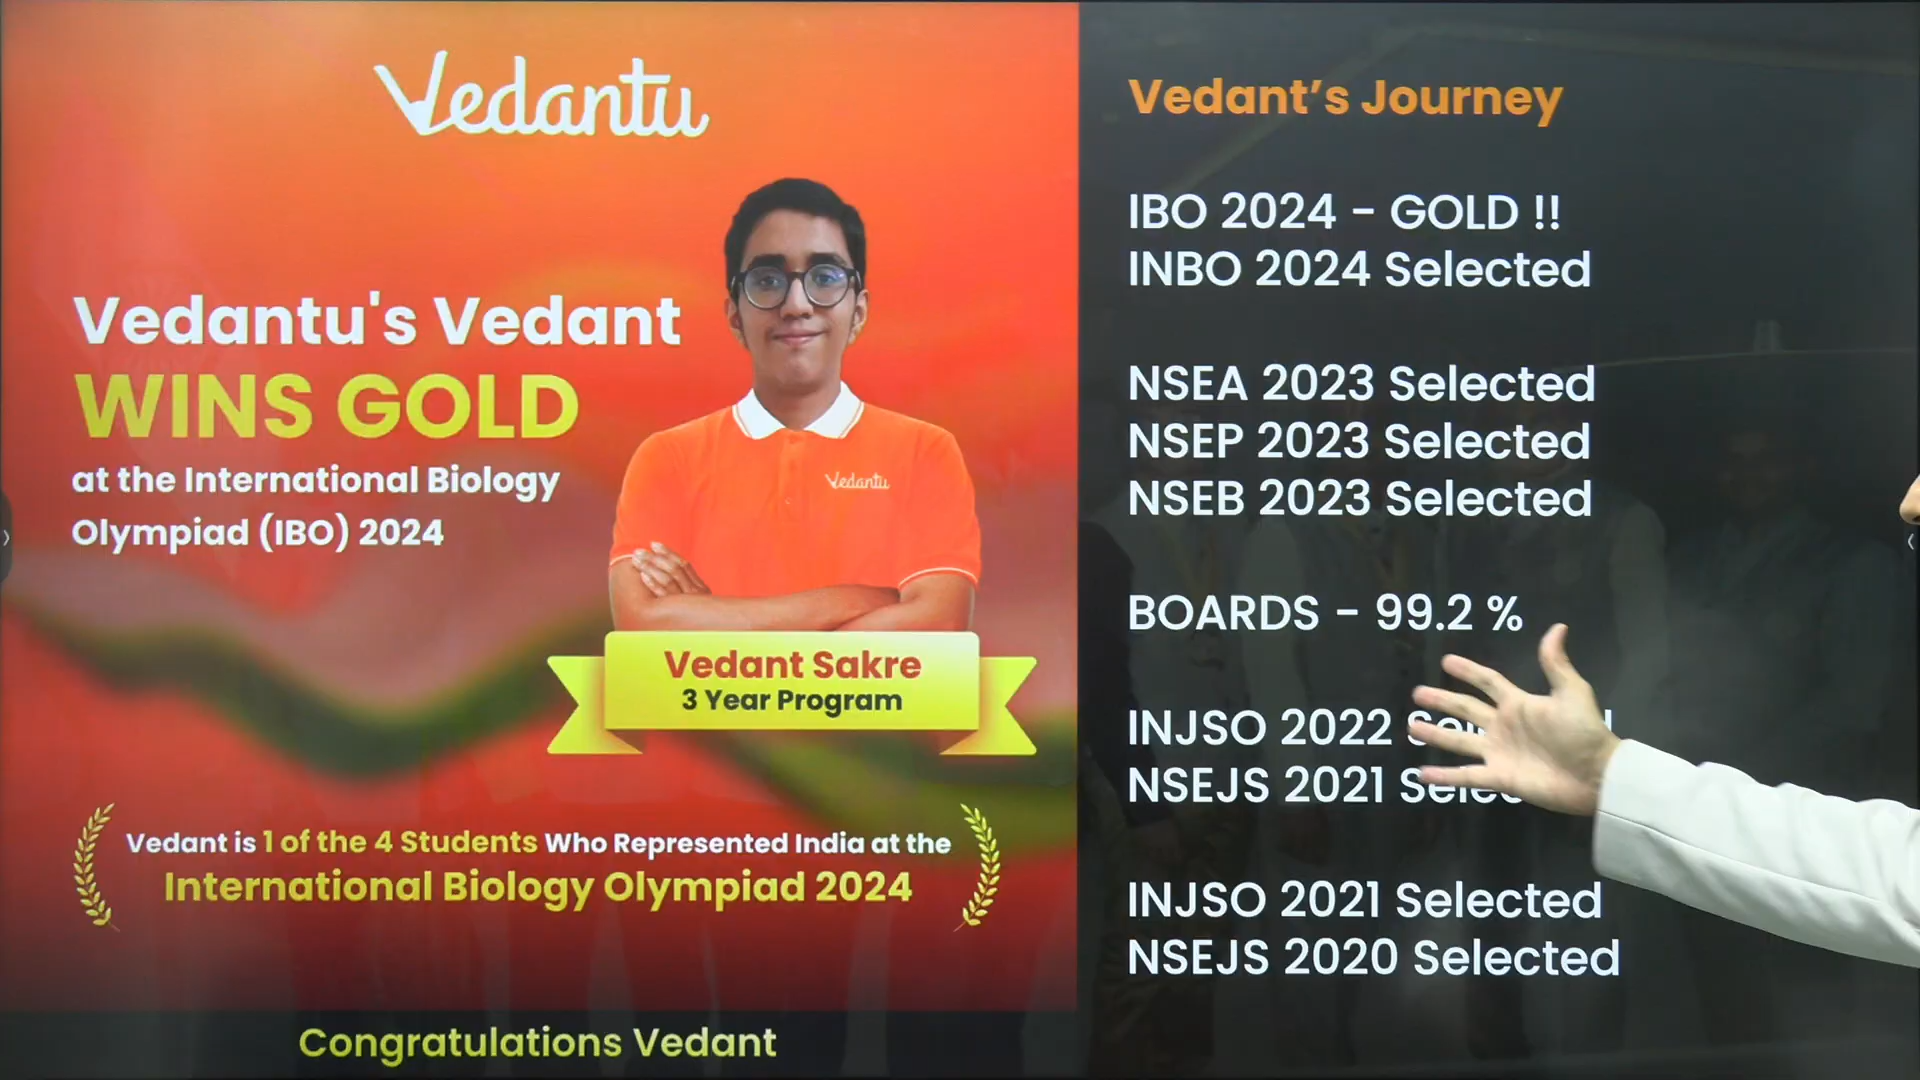 Vedantu
Vedantu's Vedant
WINS GOLD
at the International Biology
Olympiad (IBO) 2024
Vedantu
Vedant Sakre
3 Year Program
Vedant is 1 of the 4 Students Who Represented India at the
International Biology Olympiad 2024
Congratulations Vedant
Vedant’s Journey
IBO 2024 - GOLD !!
INBO 2024 Selected
NSEA 2023 Selected
NSEP 2023 Selected
NSEB 2023 Selected
BOARDS - 99.2 %
INJSO 2022
NSEJS 2021
INJSO 2021 Selected
NSEJS 2020 Selected